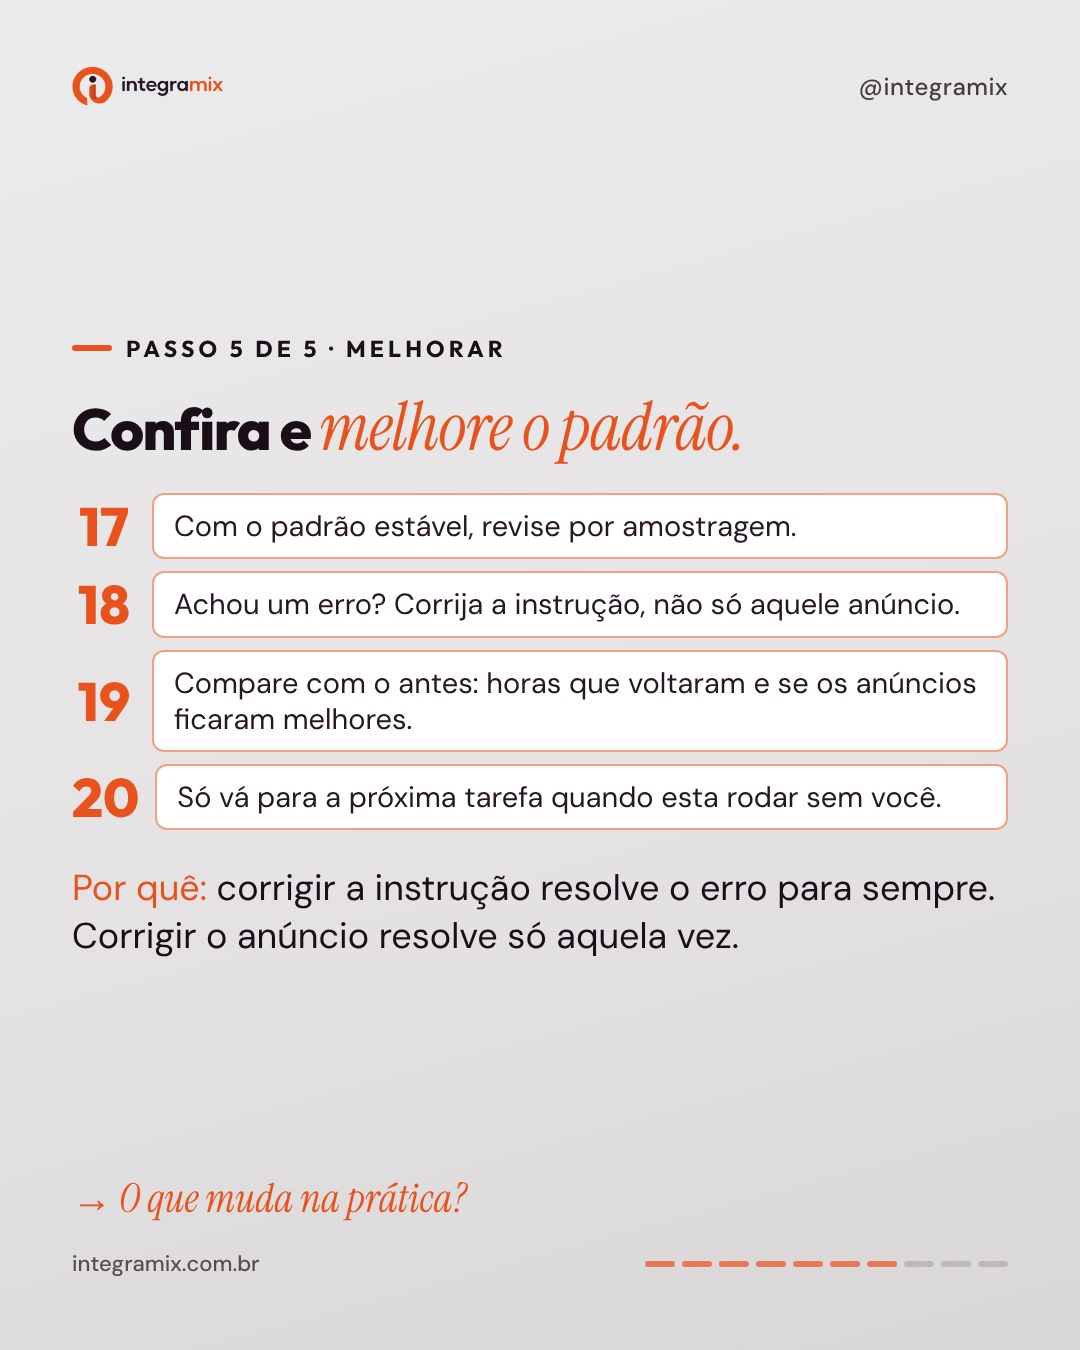 integramix
@integramix
PASSO 5 DE 5 · MELHORAR
Confira e melhore o padrão.
17 Com o padrão estável, revise por amostragem.
18 Achou um erro? Corrija a instrução, não só aquele anúncio.
19 Compare com o antes: horas que voltaram e se os anúncios
ficaram melhores.
20 Só vá para a próxima tarefa quando esta rodar sem você.
Por quê: corrigir a instrução resolve o erro para sempre.
Corrigir o anúncio resolve só aquela vez.
→ O que muda na prática?
integramix.com.br